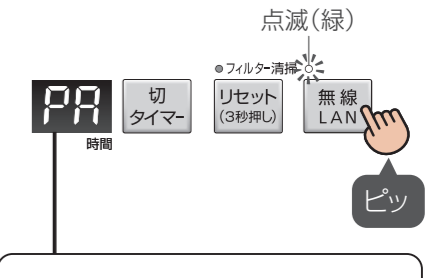 点滅(緑)
●フィルター清掃
PA
切
タイマー
リセット
(3秒押し)
無線
LAN
時間
ピッ